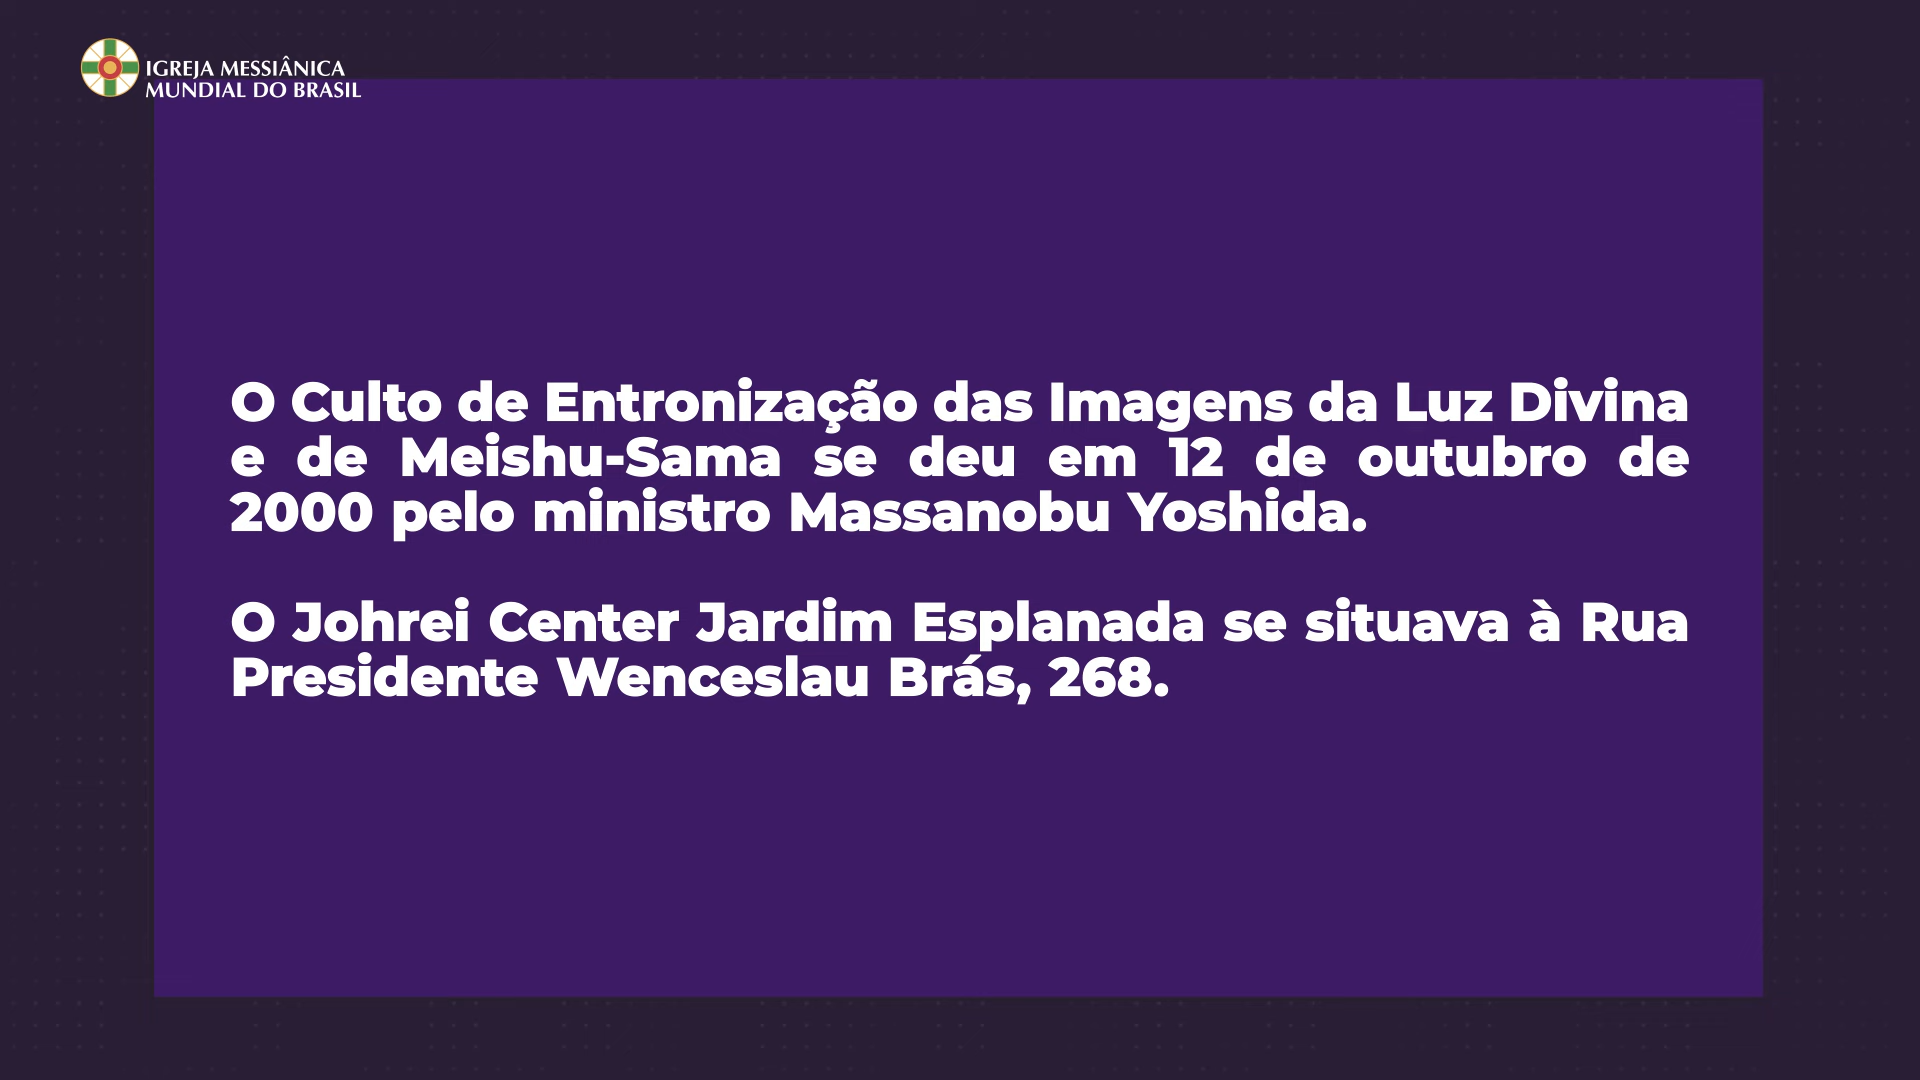 IGREJA MESSIÂNICA
MUNDIAL DO BRASIL
O Culto de Entronização das Imagens da Luz Divina
e de Meishu-Sama se deu em 12 de outubro de
2000 pelo ministro Massanobu Yoshida.
O Johrei Center Jardim Esplanada se situava à Rua
Presidente Wenceslau Brás, 268.